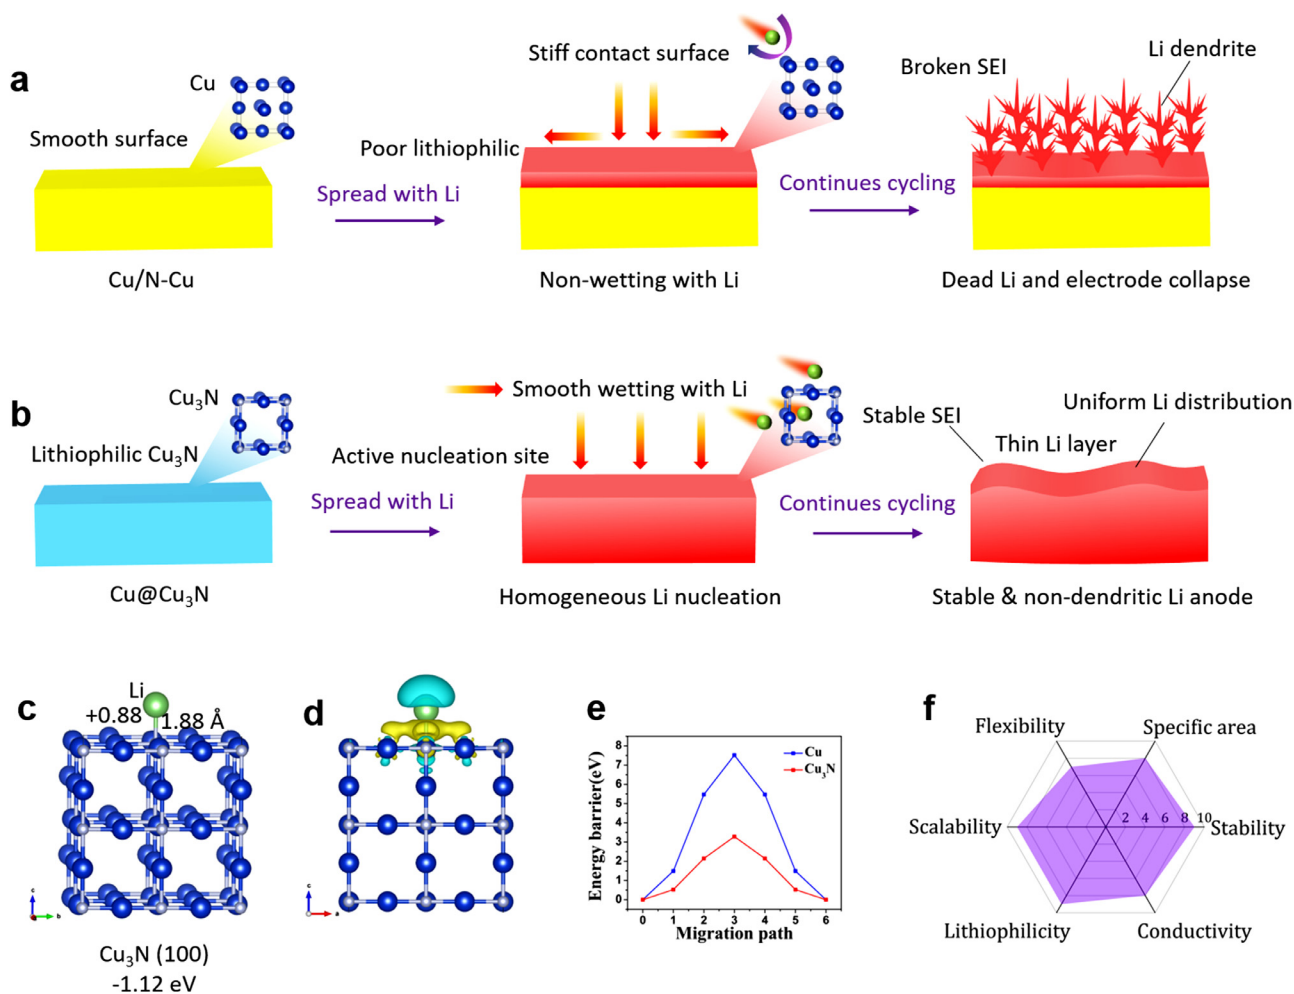 a
Cu
Smooth surface
Cu/N-Cu
Spread with Li
Stiff contact surface
Poor lithiophilic
Non-wetting with Li
Continues cycling
Broken SEI
Li dendrite
Dead Li and electrode collapse
b
Cu₃N
Lithiophilic Cu₃N
Cu@Cu₃N
Spread with Li
Smooth wetting with Li
Active nucleation site
Homogeneous Li nucleation
Continues cycling
Stable SEI
Uniform Li distribution
Thin Li layer
Stable & non-dendritic Li anode
c
Li
+0.88
1.88 Å
c
b
Cu₃N (100)
-1.12 eV
d
c
a
e
Energy barrier(eV)
8
7
6
5
4
3
2
1
0
Cu
Cu₃N
0 1 2 3 4 5 6
Migration path
f
Flexibility
Specific area
Scalability
2 4 6 8 10
Stability
Lithiophilicity
Conductivity